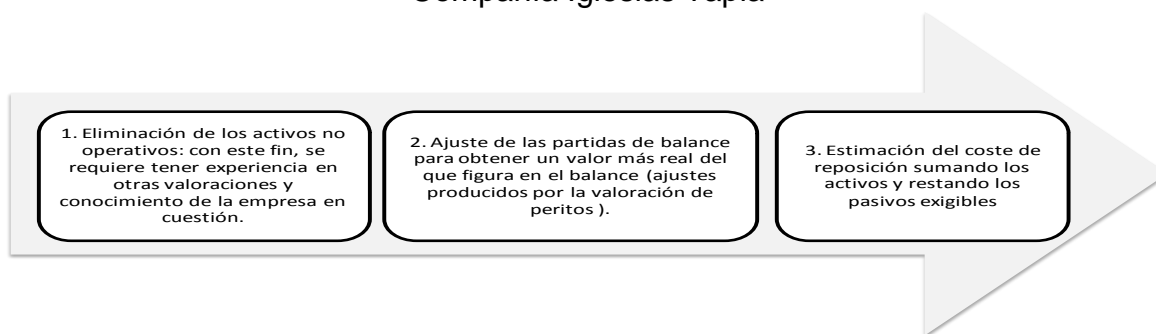 Compañía Iglesias Tapia
1. Eliminación de los activos no
operativos: con este fin, se
requiere tener experiencia en
otras valoraciones y
conocimiento de la empresa en
cuestión.
2. Ajuste de las partidas de balance
para obtener un valor más real del
que figura en el balance (ajustes
producidos por la valoración de
peritos ).
3. Estimación del coste de
reposición sumando los
activos y restando los
pasivos exigibles